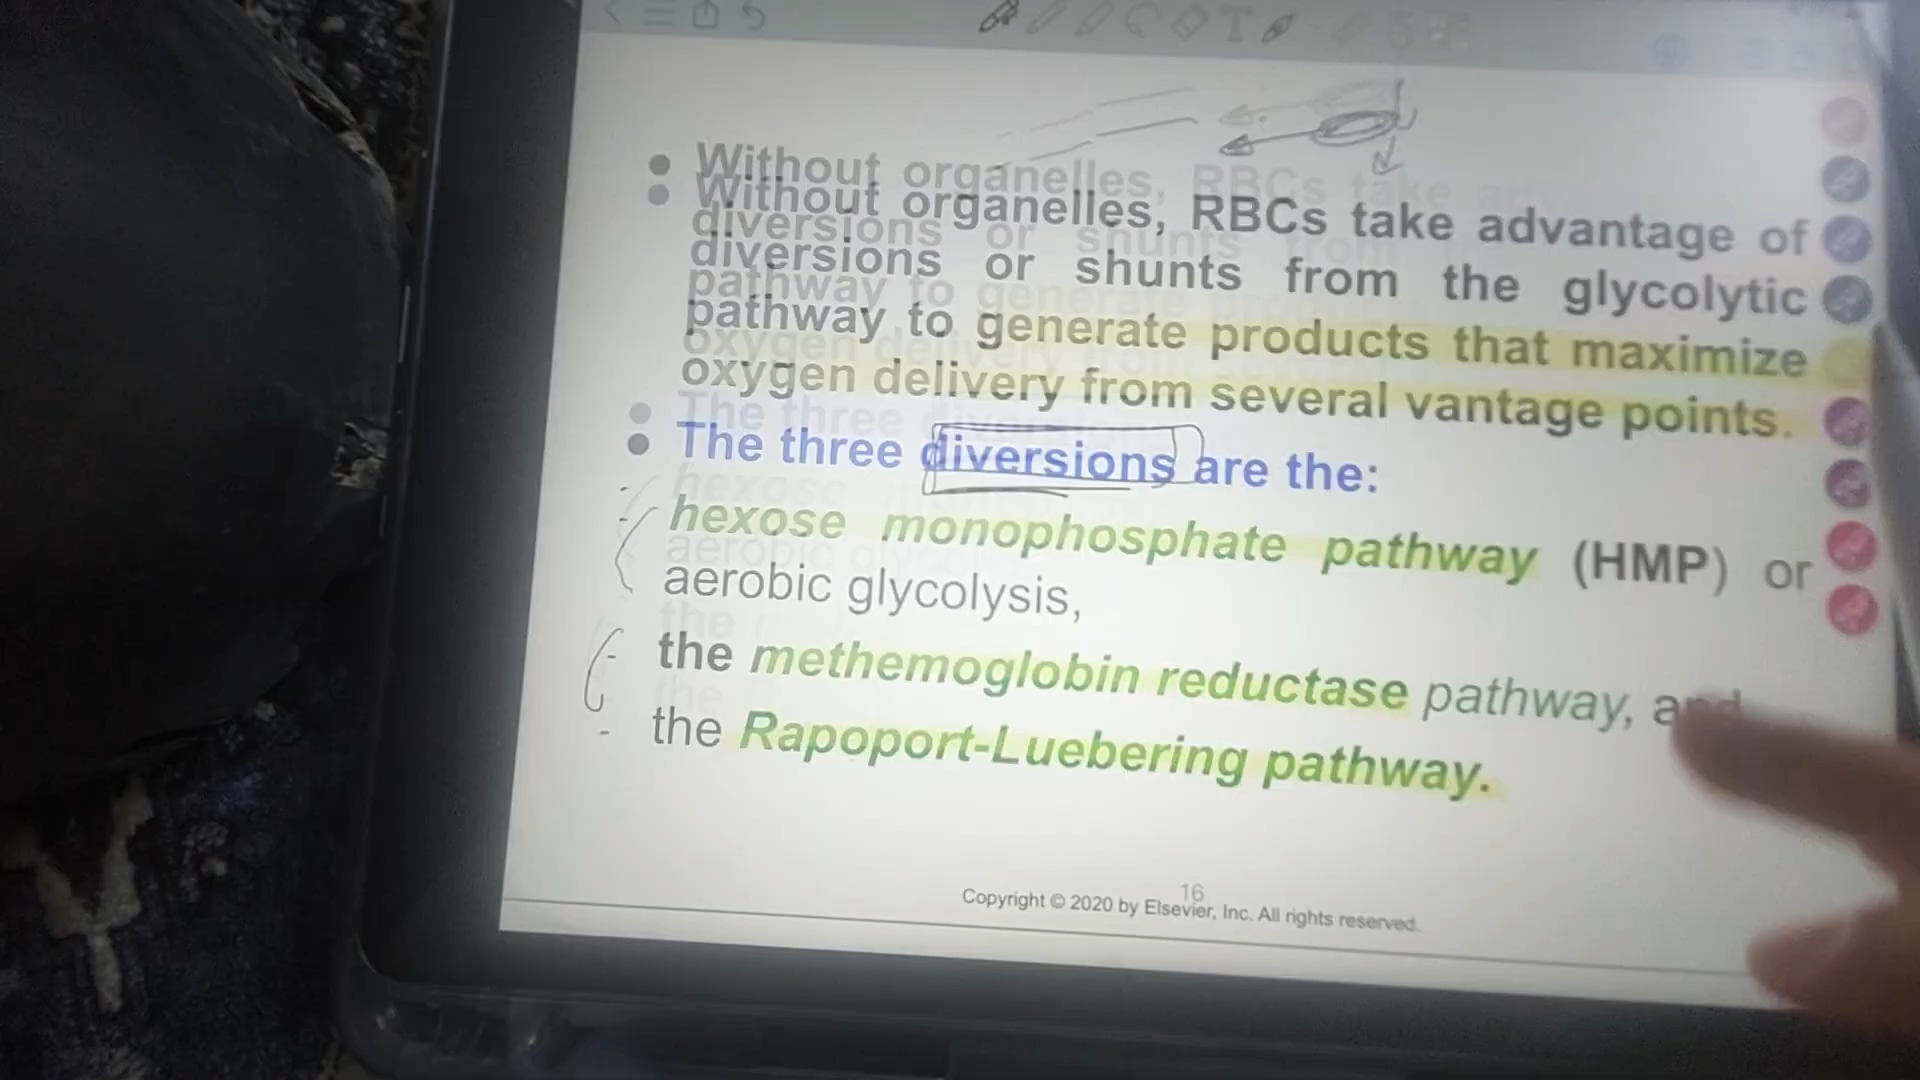 Without organelles, RBCs take advantage of
diversions or shunts from the glycolytic
pathway to generate products that maximize
oxygen delivery from several vantage points.
The three diversions are the:
hexose monophosphate pathway (HMP) or
aerobic glycolysis,
the methemoglobin reductase pathway, and
the Rapoport-Luebering pathway.
16
Copyright © 2020 by Elsevier, Inc. All rights reserved.